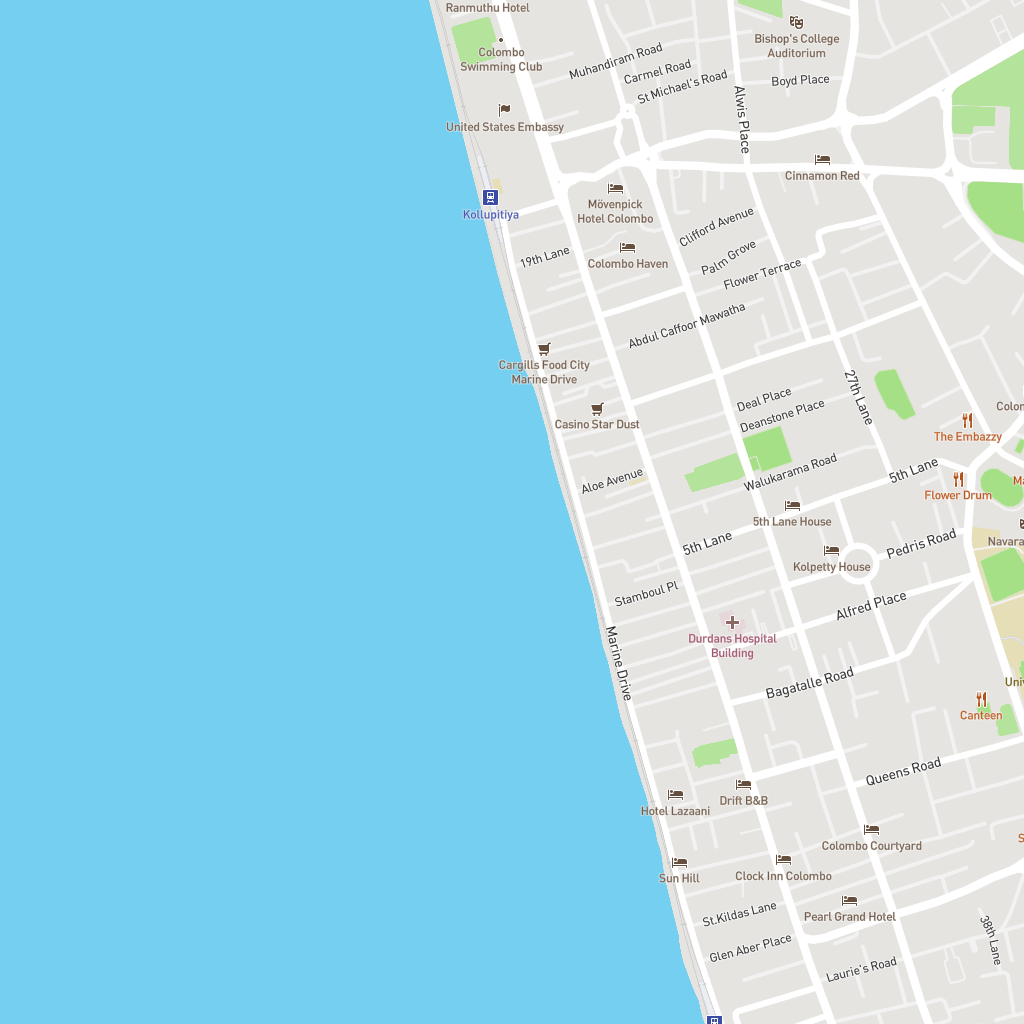 Ranmuthu Hotel
Colombo
Swimming Club
Bishop's College
Auditorium
Muhandiram Road
Carmel Road
St Michael's Road
Boyd Place
Alwis Place
United States Embassy
Cinnamon Red
Kollupitiya
Mövenpick
Hotel Colombo
Clifford Avenue
19th Lane
Colombo Haven
Palm Grove
Flower Terrace
Abdul Caffoor Mawatha
Cargills Food City
Marine Drive
27th Lane
Deal Place
Deanstone Place
Casino Star Dust
Colon
The Embazzy
Aloe Avenue
Walukarama Road
5th Lane
Flower Drum
Ma
5th Lane House
5th Lane
Pedris Road
Navara
Kolpetty House
Stamboul Pl
Alfred Place
Durdans Hospital
Building
Marine Drive
Bagatalle Road
Univ
Canteen
Queens Road
Drift B&B
Hotel Lazaani
Colombo Courtyard
S
Sun Hill
Clock Inn Colombo
St.Kildas Lane
Pearl Grand Hotel
38th Lane
Glen Aber Place
Laurie's Road